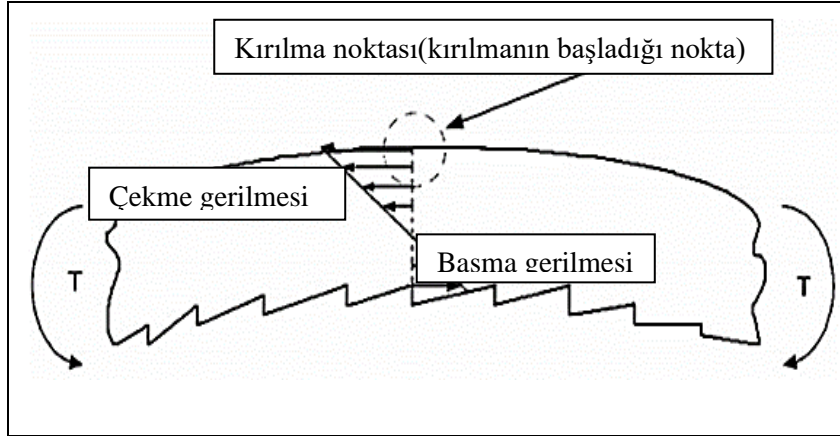 Kırılma noktası(kırılmanın başladığı nokta)
Çekme gerilmesi
Basma gerilmesi
T
T